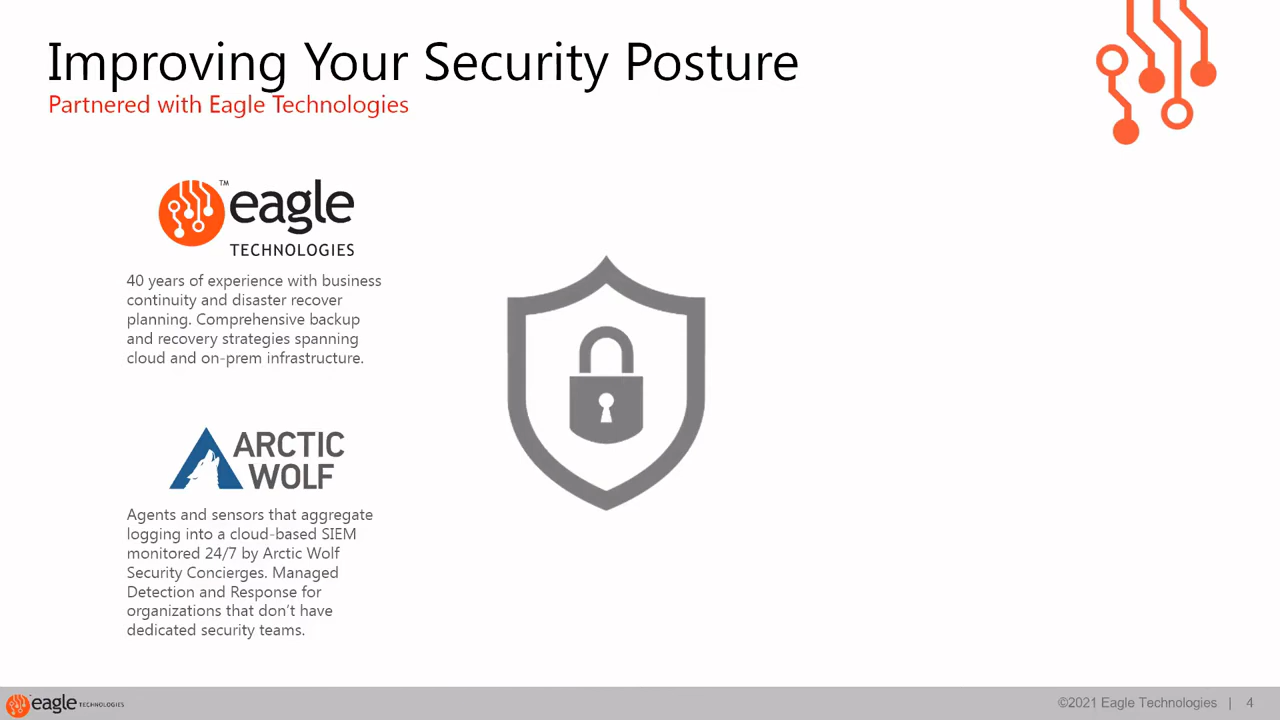 Improving Your Security Posture
Partnered with Eagle Technologies
™eagle
TECHNOLOGIES
40 years of experience with business
continuity and disaster recover
planning. Comprehensive backup
and recovery strategies spanning
cloud and on-prem infrastructure.
ARCTIC
WOLF
Agents and sensors that aggregate
logging into a cloud-based SIEM
monitored 24/7 by Arctic Wolf
Security Concierges. Managed
Detection and Response for
organizations that don’t have
dedicated security teams.
eagle TECHNOLOGIES
©2021 Eagle Technologies | 4